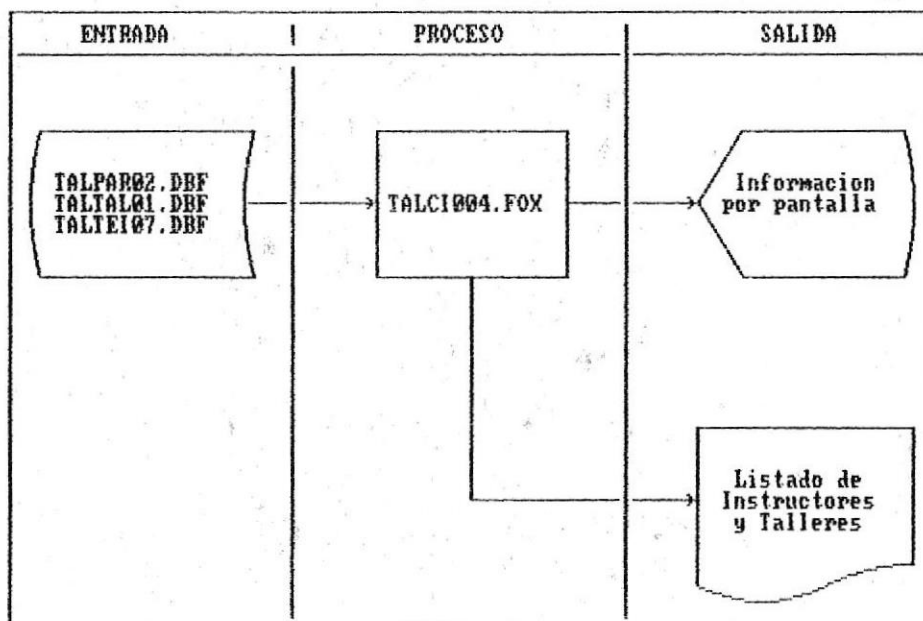 ENTRADA
PROCESO
SALIDA
TALPAR02.DBF
TALTAL01.DBF
TALTEI07.DBF
TALCI004.FOX
Informacion
por pantalla
Listado de
Instructores
y Talleres